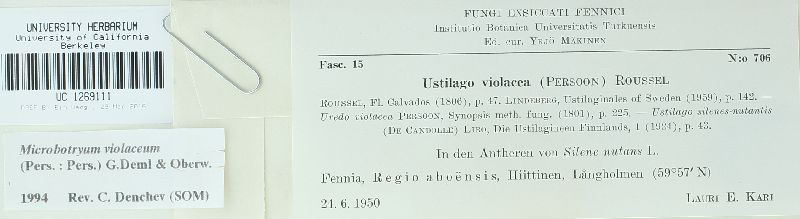 UNIVERSITY HERBARIUM
University of California
Berkeley
UC 1269111
Microbotryum violaceum
(Pers. : Pers.) G.Deml & Oberw.
1994 Rev. C. Denchev (SOM)
FUNGI EXSICCATI FENNICI
Instituto Botanica Universitatis Turkuensis
Ed. cur. YRJÖ MÄKINEN
Fasc. 15 N:o 706
Ustilago violacea (PERSOON) ROUSSEL
ROUSSEL, Fl. Calvados (1806), p. 47. LINDEBERG, Ustilaginales of Sweden (1959), p. 142. —
Uredo violacea PERSOON, Synopsis meth. fung. (1801), p. 225. — Ustilago silenes-nutantis
(DE CANDOLLE) LIRO, Die Ustilagineen Finnlands, 1 (1934), p. 43.
In den Antheren von Silene nutans L.
Fennia, Regio aboënsis, Hiittinen, Långholmen (59°57′ N)
24. 6. 1950 LAURI E. KARI